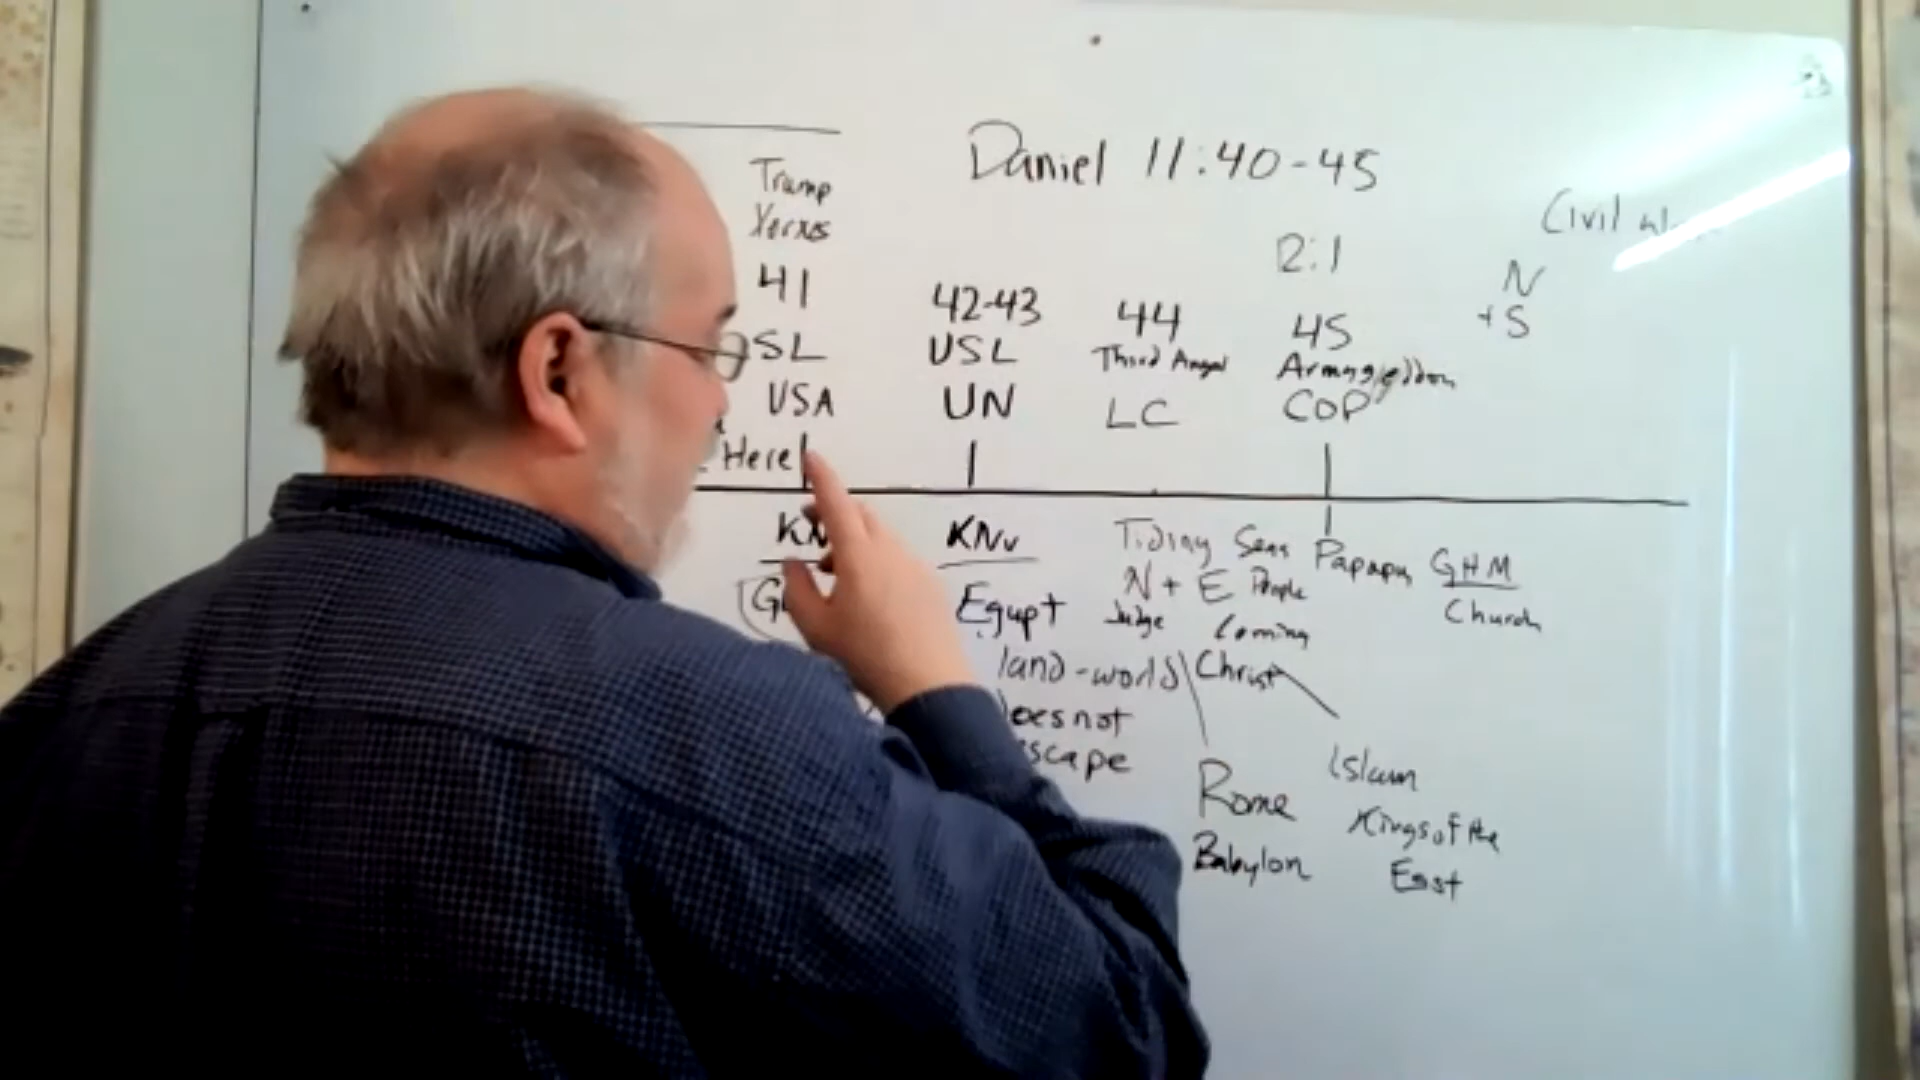 Daniel 11:40-45
Trump
Xerxes
Civil
2:1
N
+ S
41
42-43
44
45
SL
USL
Third Angel
Armageddon
USA
UN
LC
COP
Here
KN
KNv
Egypt
land-world
does not
escape
Tiding
N + E
Judge
Seas
People
Coming
Christ
Papacy
GHM
Church
Rome
Babylon
Islam
Kings of the
East